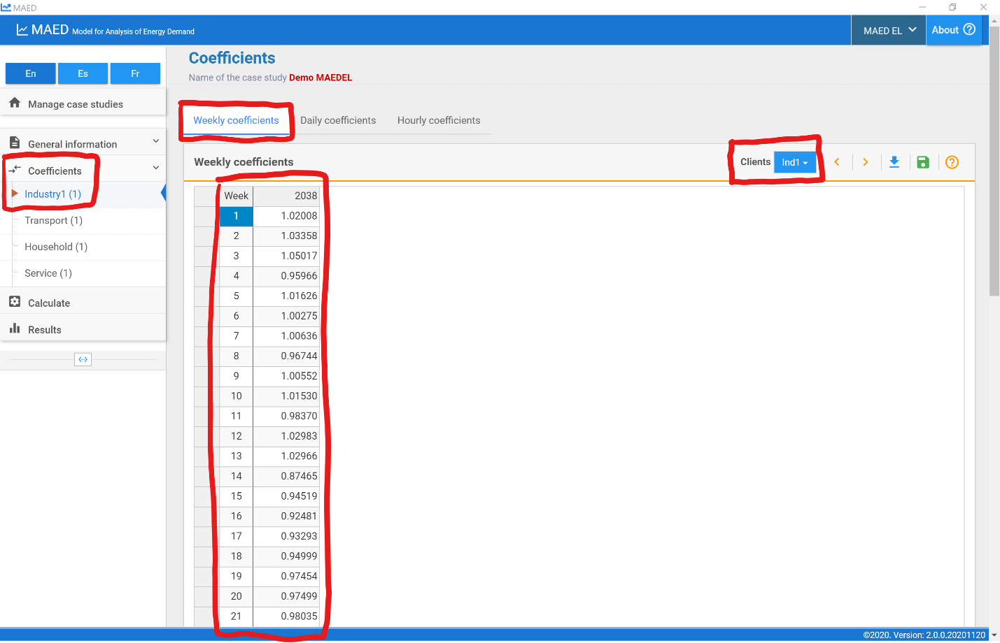 MAED
MAED Model for Analysis of Energy Demand
MAED EL
About
En Es Fr
Manage case studies
General information
Coefficients
Industry1 (1)
Transport (1)
Household (1)
Service (1)
Calculate
Results
Coefficients
Name of the case study Demo MAEDEL
Weekly coefficients Daily coefficients Hourly coefficients
Weekly coefficients
Clients Ind1
Week 2038
1 1.02008
2 1.03358
3 1.05017
4 0.95966
5 1.01626
6 1.00275
7 1.00636
8 0.96744
9 1.00552
10 1.01530
11 0.98370
12 1.02983
13 1.02966
14 0.87465
15 0.94519
16 0.92481
17 0.93293
18 0.94999
19 0.97454
20 0.97499
21 0.98035
©2020. Version: 2.0.0.20201120